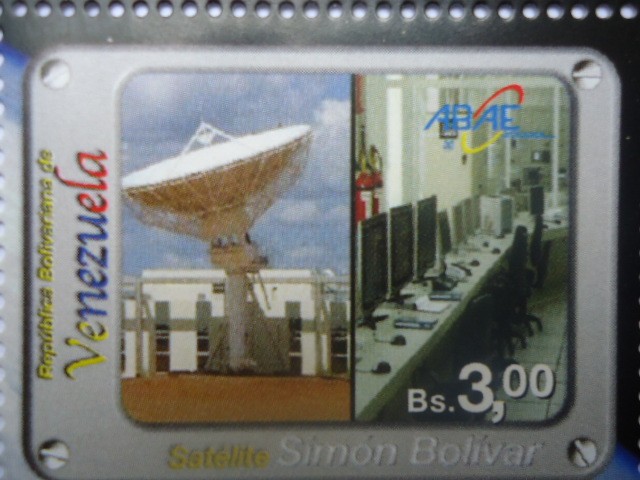 República Bolivariana de
Venezuela
ABAE
Bs.3,00
Satélite Simón Bolívar